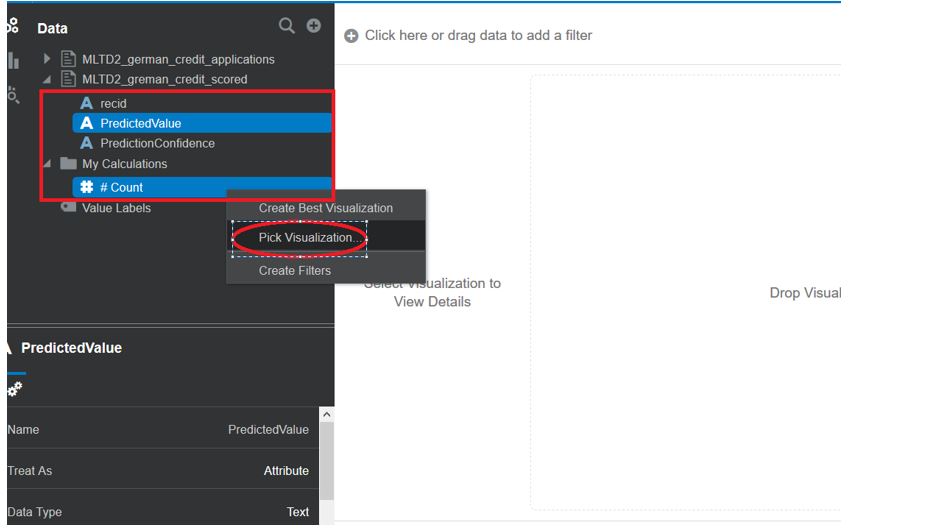 Data
Click here or drag data to add a filter
MLTD2_german_credit_applications
MLTD2_greman_credit_scored
A recid
A PredictedValue
A PredictionConfidence
My Calculations
# Count
Value Labels
Create Best Visualization
Pick Visualization...
Create Filters
Select Visualization to
View Details
Drop Visual
A PredictedValue
Name PredictedValue
Treat As Attribute
Data Type Text